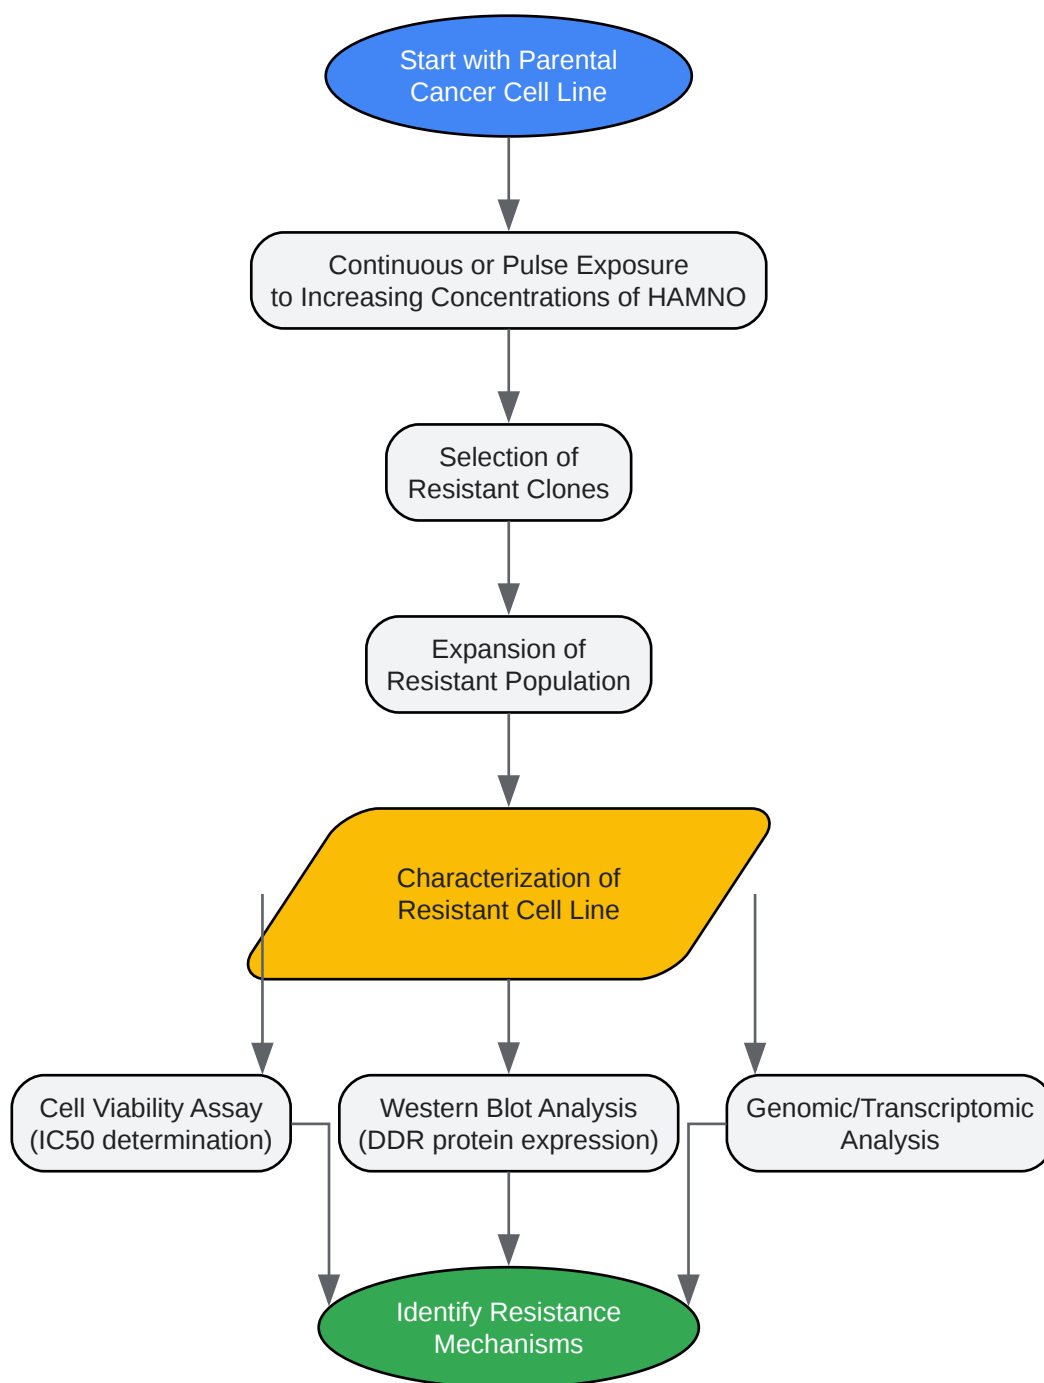 Start with Parental
Cancer Cell Line
Continuous or Pulse Exposure
to Increasing Concentrations of HAMNO
Selection of
Resistant Clones
Expansion of
Resistant Population
Characterization of
Resistant Cell Line
Cell Viability Assay
(IC50 determination)
Western Blot Analysis
(DDR protein expression)
Genomic/Transcriptomic
Analysis
Identify Resistance
Mechanisms